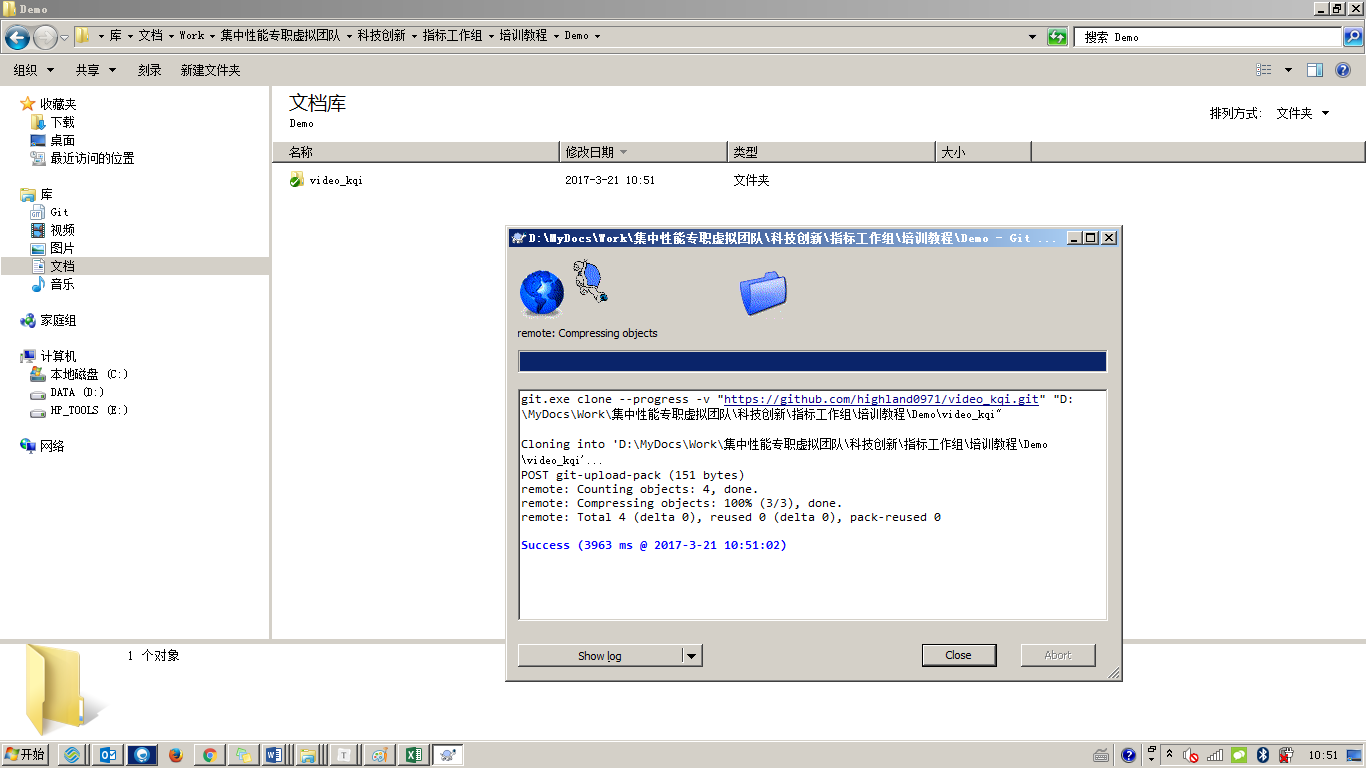 Demo
库 文档 Work 集中性能专职虚拟团队 科技创新 指标工作组 培训教程 Demo
搜索 Demo
组织 共享 刻录 新建文件夹
收藏夹
下载
桌面
最近访问的位置
库
Git
视频
图片
文档
音乐
家庭组
计算机
本地磁盘 (C:)
DATA (D:)
HP_TOOLS (E:)
网络
文档库
Demo
排列方式: 文件夹
名称 修改日期 类型 大小
video_kqi 2017-3-21 10:51 文件夹
D:\MyDocs\Work\集中性能专职虚拟团队\科技创新\指标工作组\培训教程\Demo - Git ...
remote: Compressing objects
git.exe clone --progress -v "https://github.com/highland0971/video_kqi.git" "D:
\MyDocs\Work\集中性能专职虚拟团队\科技创新\指标工作组\培训教程\Demo\video_kqi"
Cloning into 'D:\MyDocs\Work\集中性能专职虚拟团队\科技创新\指标工作组\培训教程\Demo
\video_kqi'...
POST git-upload-pack (151 bytes)
remote: Counting objects: 4, done.
remote: Compressing objects: 100% (3/3), done.
remote: Total 4 (delta 0), reused 0 (delta 0), pack-reused 0
Success (3963 ms @ 2017-3-21 10:51:02)
Show log Close Abort
1 个对象
开始 10:51